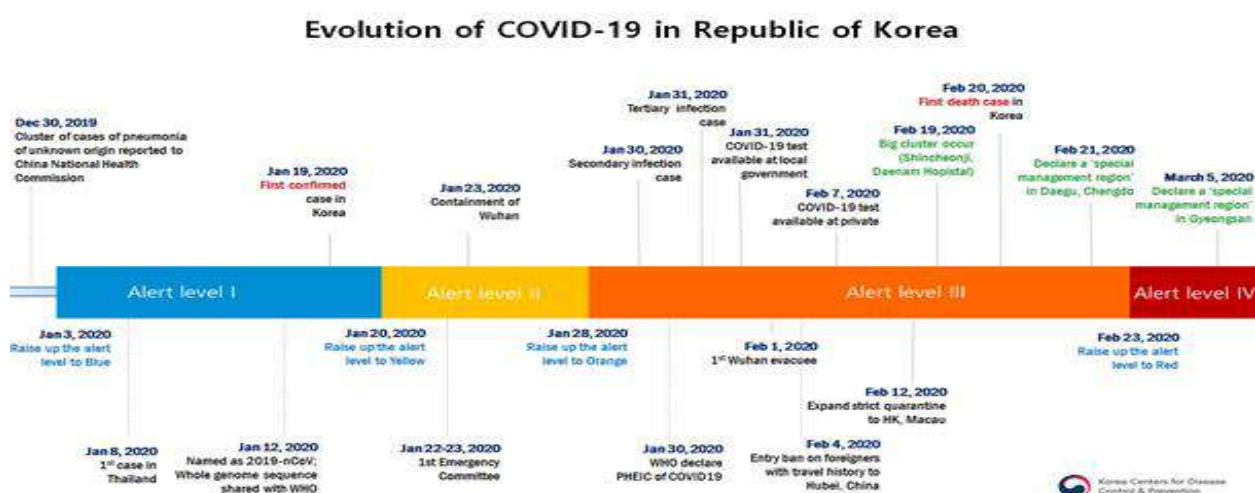 Evolution of COVID-19 in Republic of Korea
Dec 30, 2019
Cluster of cases of pneumonia
of unknown origin reported to
China National Health
Commission
Jan 19, 2020
First confirmed
case in
Korea
Jan 23, 2020
Containment of
Wuhan
Jan 30, 2020
Secondary infection
case
Jan 31, 2020
Tertiary infection
case
Jan 31, 2020
COVID-19 test
available at local
government
Feb 7, 2020
COVID-19 test
available at private
Feb 19, 2020
Big cluster occur
(Shincheonji,
Daenam Hopistal)
Feb 20, 2020
First death case in
Korea
Feb 21, 2020
Declare a 'special
management region'
in Daegu, Chengdo
March 5, 2020
Declare a 'special
management region'
in Gyeongsan
Alert level I
Alert level II
Alert level III
Alert level IV
Jan 3, 2020
Raise up the alert
level to Blue
Jan 20, 2020
Raise up the alert
level to Yellow
Jan 28, 2020
Raise up the alert
level to Orange
Feb 1, 2020
1st Wuhan evacuee
Feb 23, 2020
Raise up the alert
level to Red
Feb 12, 2020
Expand strict quarantine
to HK, Macau
Jan 8, 2020
1st case in
Thailand
Jan 12, 2020
Named as 2019-nCoV;
Whole genome sequence
shared with WHO
Jan 22-23, 2020
1st Emergency
Committee
Jan 30, 2020
WHO declare
PHEIC of COVID19
Feb 4, 2020
Entry ban on foreigners
with travel history to
Hubei, China
Korea Centers for Disease
Control & Prevention